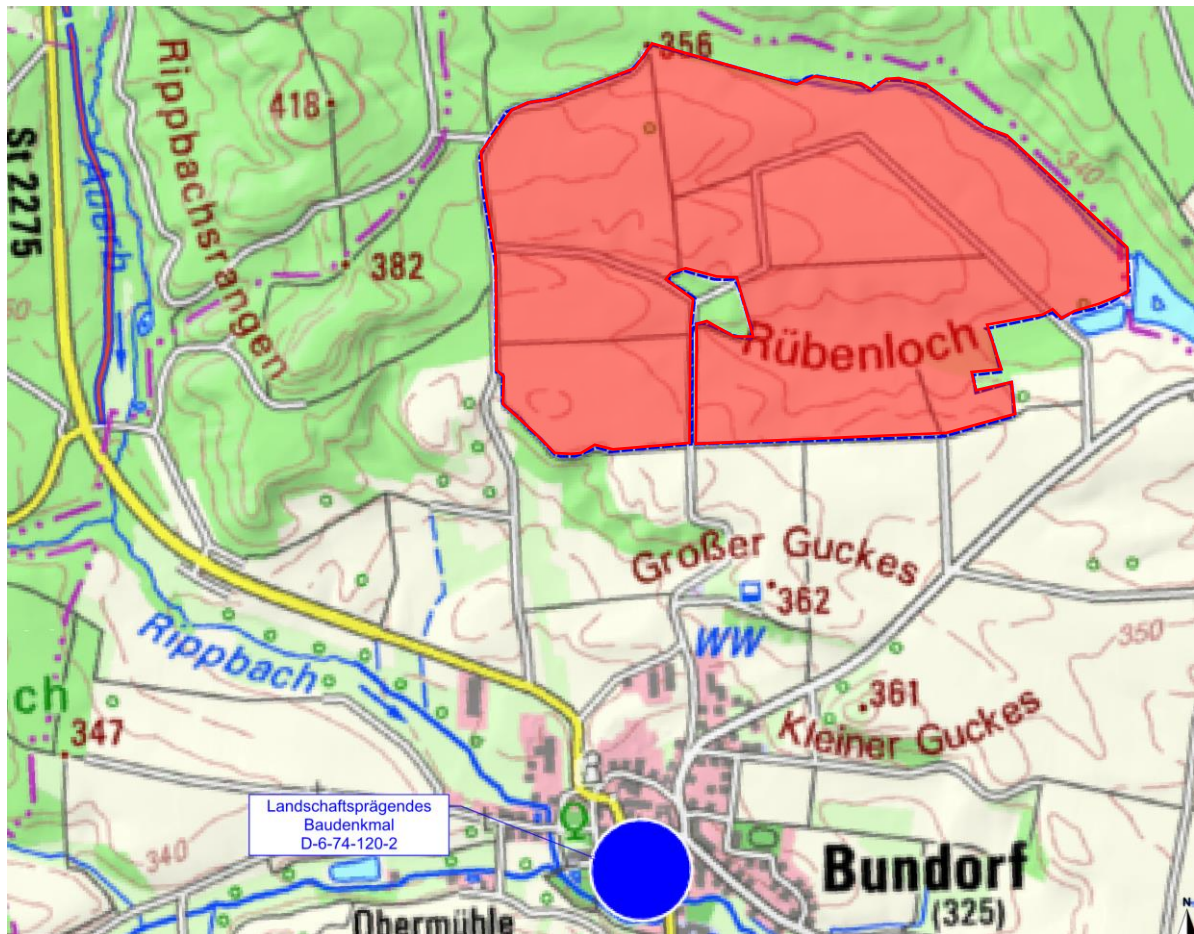 356
418
Rippbachsrangen
St 2275
Aubch
382
340
Rübenloch
Großer Guckes
362
WW
350
361
Kleiner Guckes
Rippbach
ch
347
Landschaftsprägendes
Baudenkmal
D-6-74-120-2
340
Obermühle
Bundorf
(325)
N